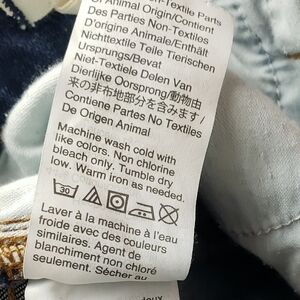 Non-Textile Parts
Of Animal Origin/Contient
Des Parties Non-Textiles
D'origine Animale/Enthält
Nichttextile Teile Tierischen
Ursprungs/Bevat
Niet-Textiele Delen Van
Dierlijke Oorsprong/動物由
来の非布地部分を含みます/
Contiene Partes No Textiles
De Origen Animal
Machine wash cold with
like colors. Non chlorine
bleach only. Tumble dry
low. Warm iron as needed.
30
Laver à la machine à l'eau
froide avec des couleurs
similaires. Agent de
blanchiment non chloré
seulement. Sécher au
doux